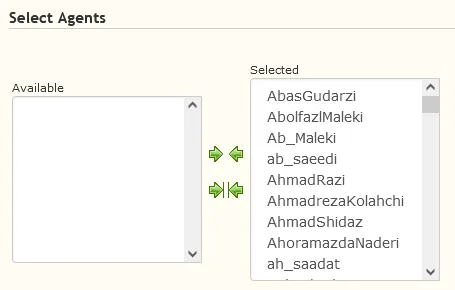 Select Agents
Available
Selected
AbasGudarzi
AbolfazlMaleki
Ab_Maleki
ab_saeedi
AhmadRazi
AhmadrezaKolahchi
AhmadShidaz
AhoramazdaNaderi
ah_saadat